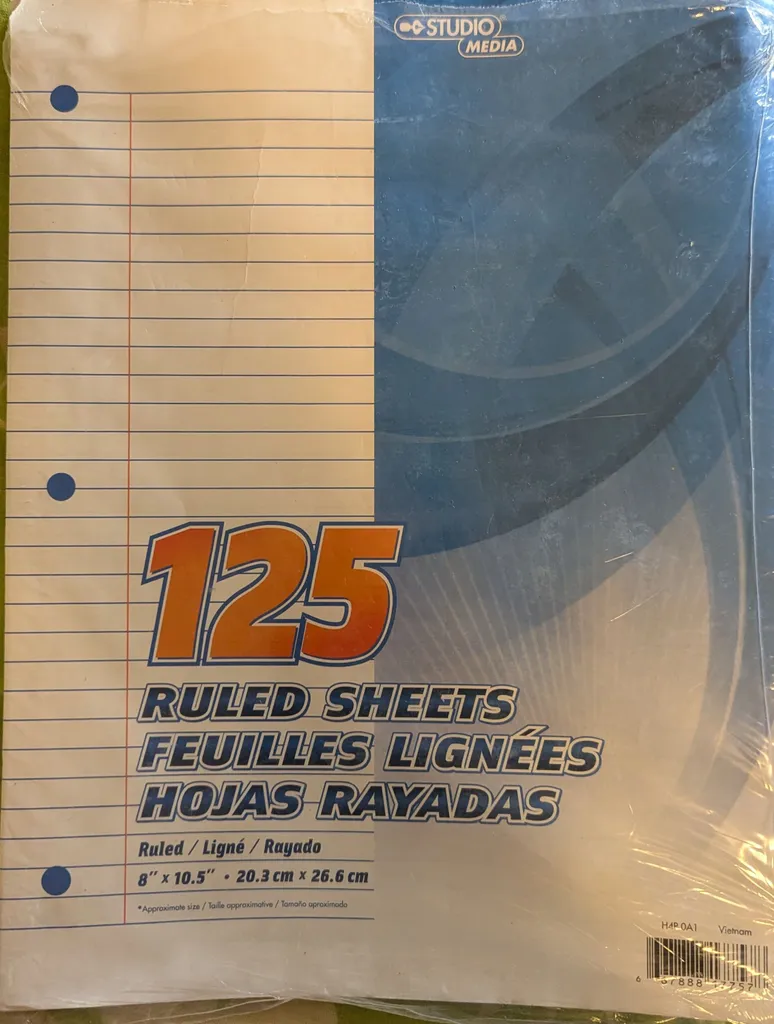 STUDIO
MEDIA
125
RULED SHEETS
FEUILLES LIGNÉES
HOJAS RAYADAS
Ruled / Ligné / Rayado
8" x 10.5" • 20.3 cm x 26.6 cm
*Approximate size / Taille approximative / Tamaño aproximado
Vietnam